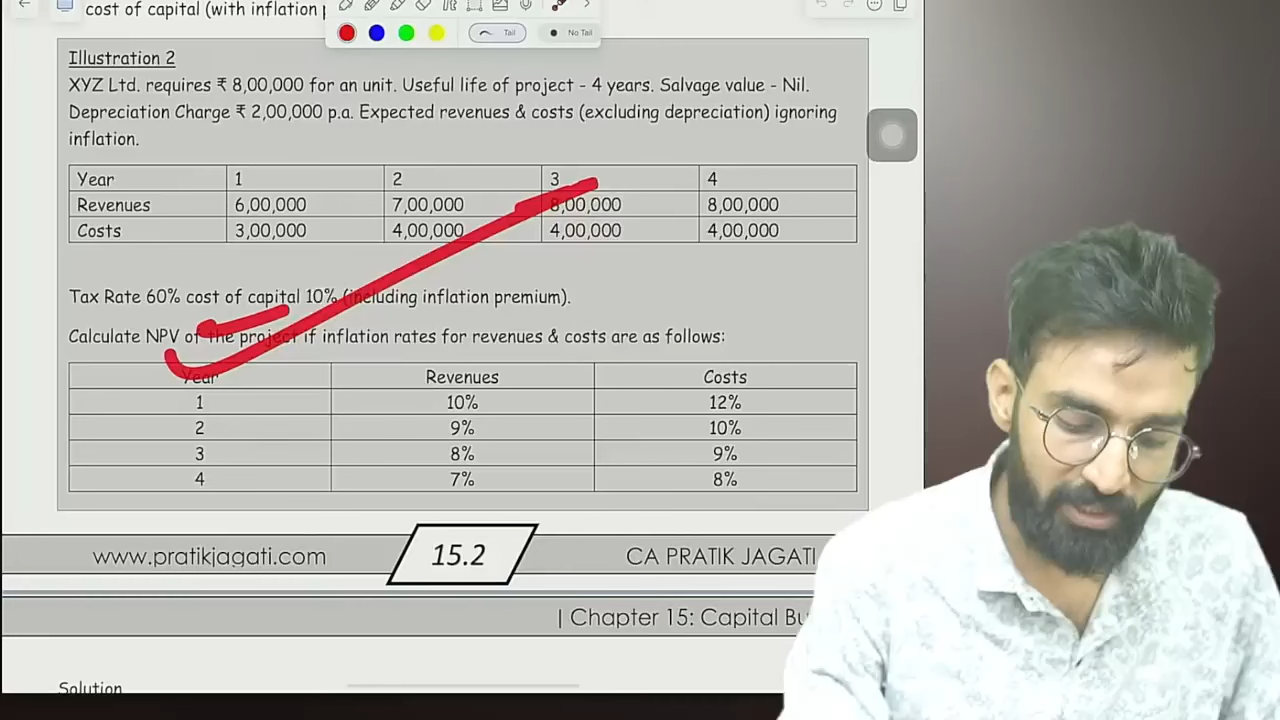 cost of capital (with inflation
Tail
No Tail
Illustration 2
XYZ Ltd. requires ₹ 8,00,000 for an unit. Useful life of project - 4 years. Salvage value - Nil.
Depreciation Charge ₹ 2,00,000 p.a. Expected revenues & costs (excluding depreciation) ignoring
inflation.
Year 1 2 3 4
Revenues 6,00,000 7,00,000 8,00,000 8,00,000
Costs 3,00,000 4,00,000 4,00,000 4,00,000
Tax Rate 60% cost of capital 10% (including inflation premium).
Calculate NPV of the project if inflation rates for revenues & costs are as follows:
Year Revenues Costs
1 10% 12%
2 9% 10%
3 8% 9%
4 7% 8%
www.pratikjagati.com 15.2 CA PRATIK JAGATI
| Chapter 15: Capital Bu
Solution